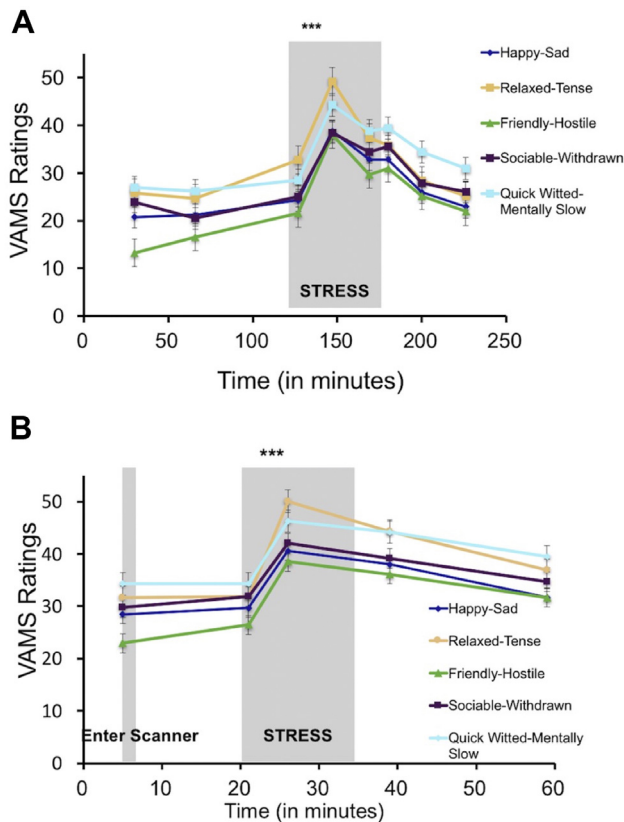 A
***
Happy-Sad
Relaxed-Tense
Friendly-Hostile
Sociable-Withdrawn
Quick Witted-
Mentally Slow
VAMS Ratings
50
40
30
20
10
0
STRESS
0 50 100 150 200 250
Time (in minutes)
B
***
VAMS Ratings
50
40
30
20
10
0
Happy-Sad
Relaxed-Tense
Friendly-Hostile
Sociable-Withdrawn
Quick Witted-Mentally
Slow
Enter Scanner STRESS
0 10 20 30 40 50 60
Time (in minutes)